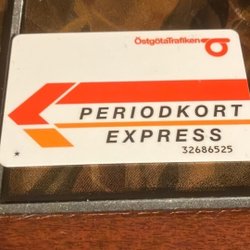 ÖstgötaTrafiken
PERIODKORT
EXPRESS
32686525